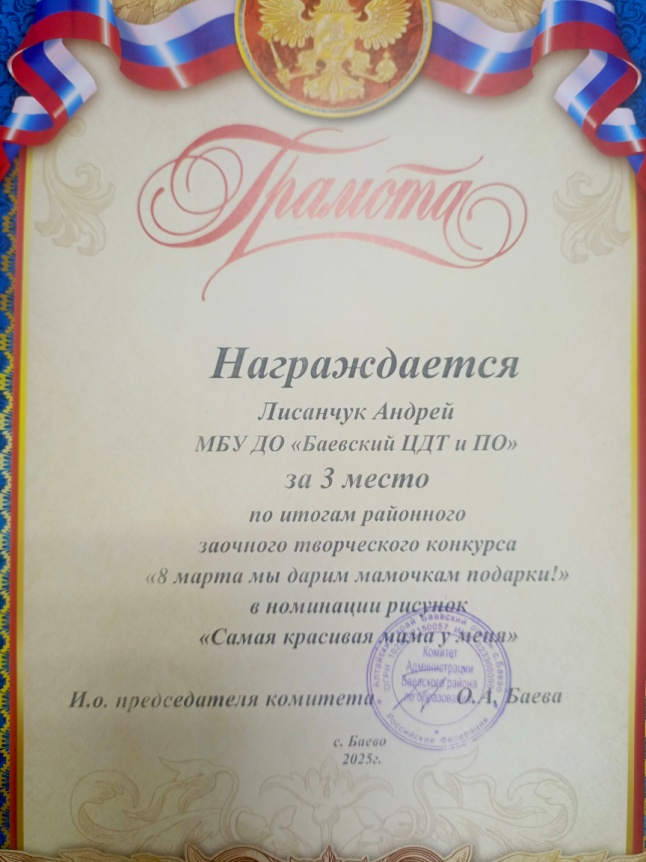 Грамота
Награждается
Лисанчук Андрей
МБУ ДО «Баевский ЦДТ и ПО»
за 3 место
по итогам районного
заочного творческого конкурса
«8 марта мы дарим мамочкам подарки!»
в номинации рисунок
«Самая красивая мама у меня»
И.о. председателя комитета О.А. Баева
Комитет
Администрации
Баевского района
по образованию
Российская Федерация
с. Баево
2025г.